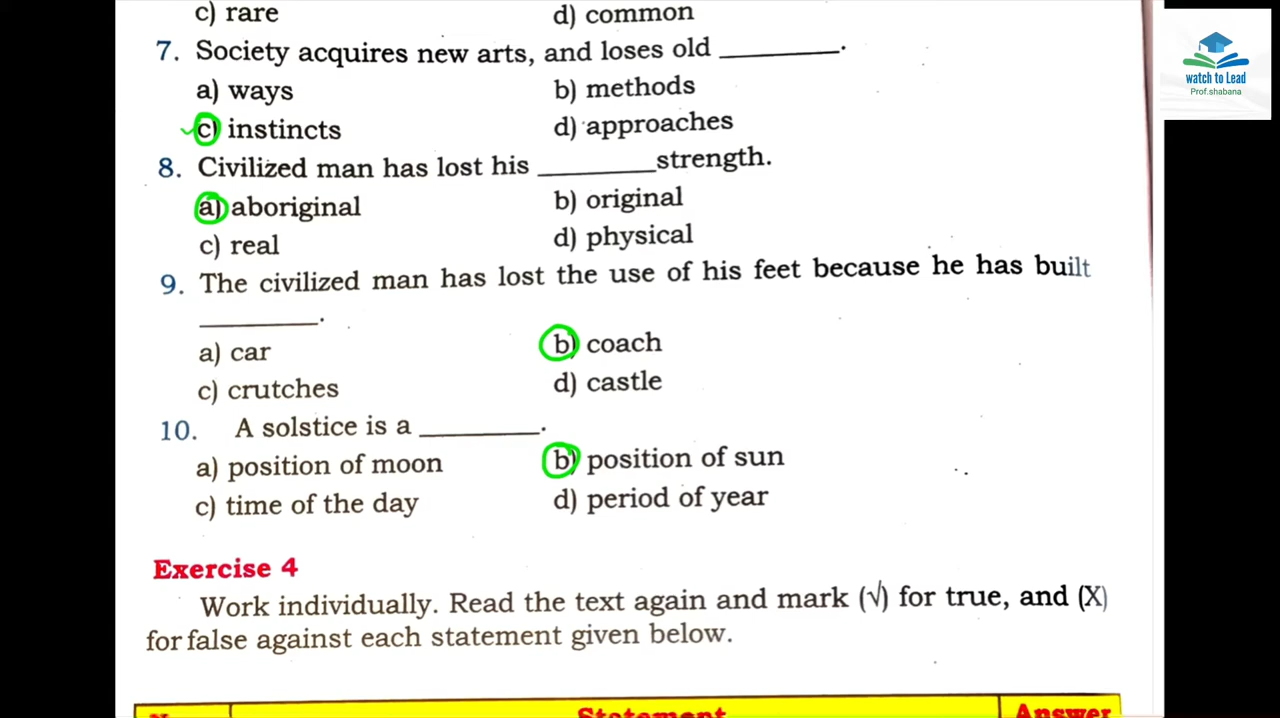 c) rare d) common
watch to Lead
Prof.shabana
7. Society acquires new arts, and loses old ________.
a) ways b) methods
c) instincts d) approaches
8. Civilized man has lost his ________strength.
a) aboriginal b) original
c) real d) physical
9. The civilized man has lost the use of his feet because he has built
________.
a) car b) coach
c) crutches d) castle
10. A solstice is a ________.
a) position of moon b) position of sun
c) time of the day d) period of year
Exercise 4
Work individually. Read the text again and mark (√) for true, and (X)
for false against each statement given below.
Statement Answer